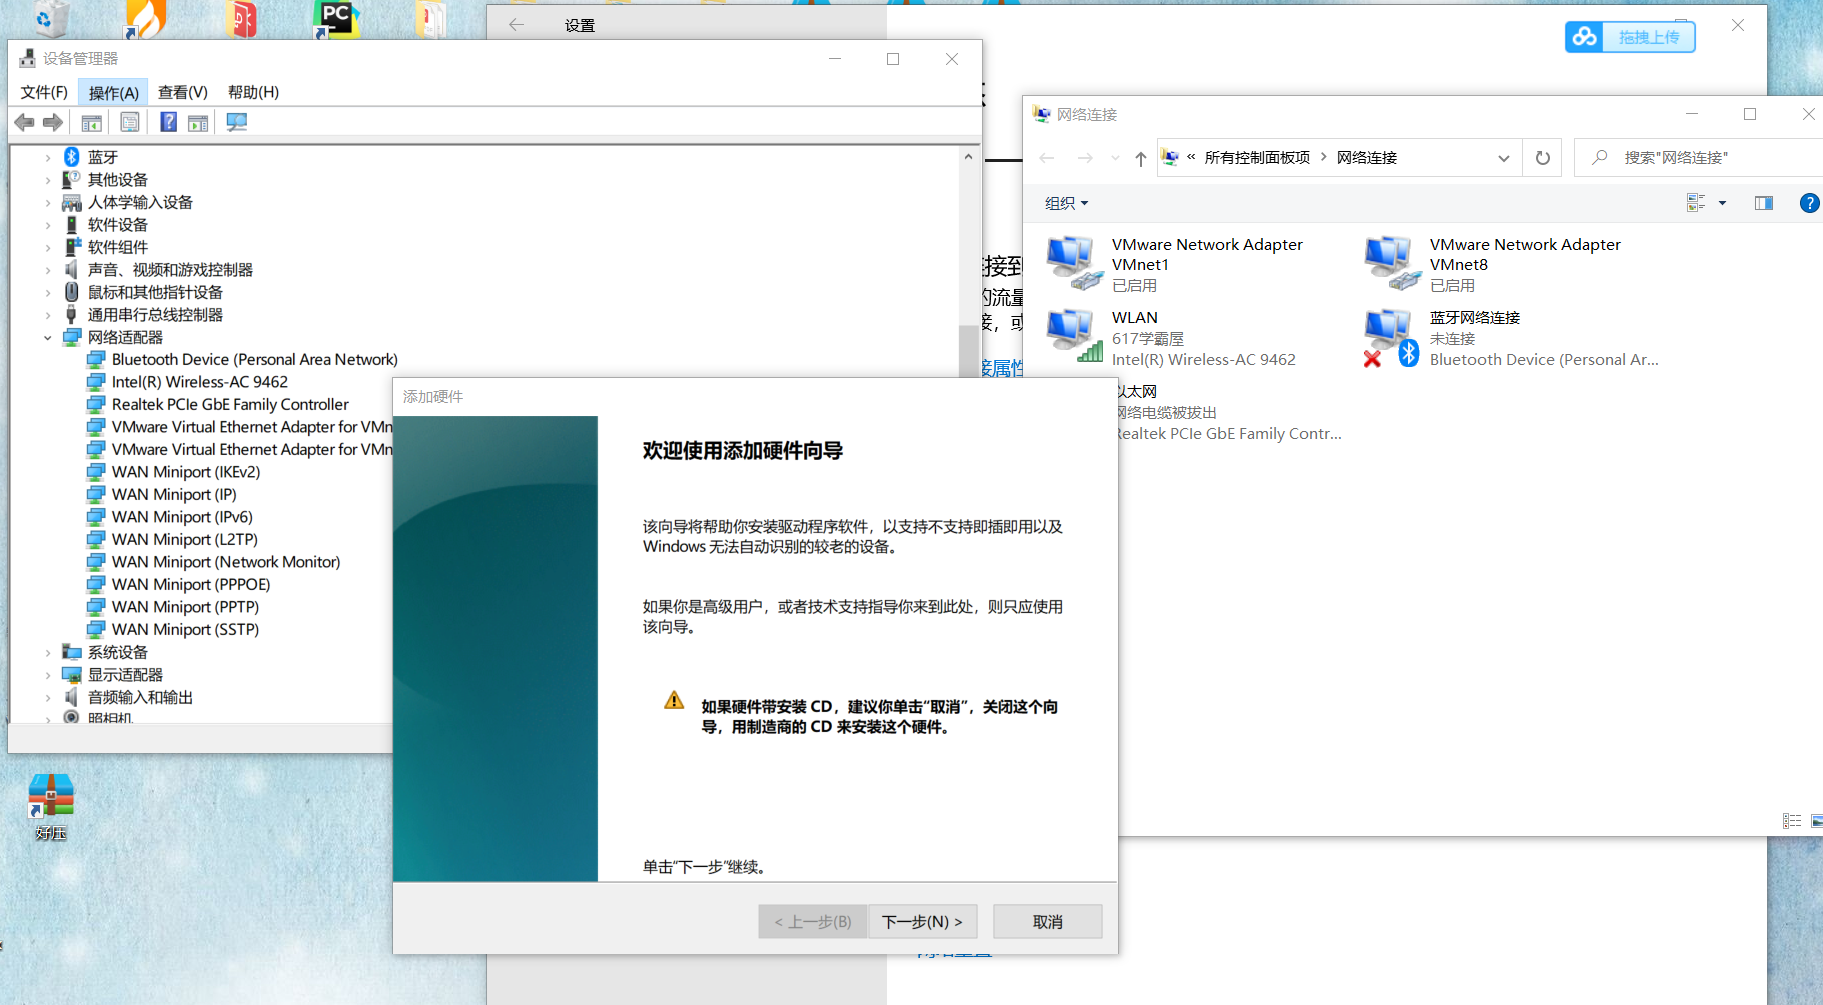 PC
设置
拖拽上传
设备管理器
文件(F) 操作(A) 查看(V) 帮助(H)
蓝牙
其他设备
人体学输入设备
软件设备
软件组件
声音、视频和游戏控制器
鼠标和其他指针设备
通用串行总线控制器
网络适配器
Bluetooth Device (Personal Area Network)
Intel(R) Wireless-AC 9462
Realtek PCIe GbE Family Controller
VMware Virtual Ethernet Adapter for VMn
VMware Virtual Ethernet Adapter for VMn
WAN Miniport (IKEv2)
WAN Miniport (IP)
WAN Miniport (IPv6)
WAN Miniport (L2TP)
WAN Miniport (Network Monitor)
WAN Miniport (PPPOE)
WAN Miniport (PPTP)
WAN Miniport (SSTP)
系统设备
显示适配器
音频输入和输出
照相机
好压
接到
的流量
接，或
接属性
网络连接
« 所有控制面板项 > 网络连接
搜索"网络连接"
组织
VMware Network Adapter
VMnet1
已启用
VMware Network Adapter
VMnet8
已启用
WLAN
617学霸屋
Intel(R) Wireless-AC 9462
蓝牙网络连接
未连接
Bluetooth Device (Personal Ar...
以太网
网络电缆被拔出
Realtek PCIe GbE Family Contr...
添加硬件
欢迎使用添加硬件向导
该向导将帮助你安装驱动程序软件，以支持不支持即插即用以及
Windows 无法自动识别的较老的设备。
如果你是高级用户，或者技术支持指导你来到此处，则只应使用
该向导。
如果硬件带安装 CD，建议你单击“取消”，关闭这个向
导，用制造商的 CD 来安装这个硬件。
单击“下一步”继续。
< 上一步(B) 下一步(N) > 取消